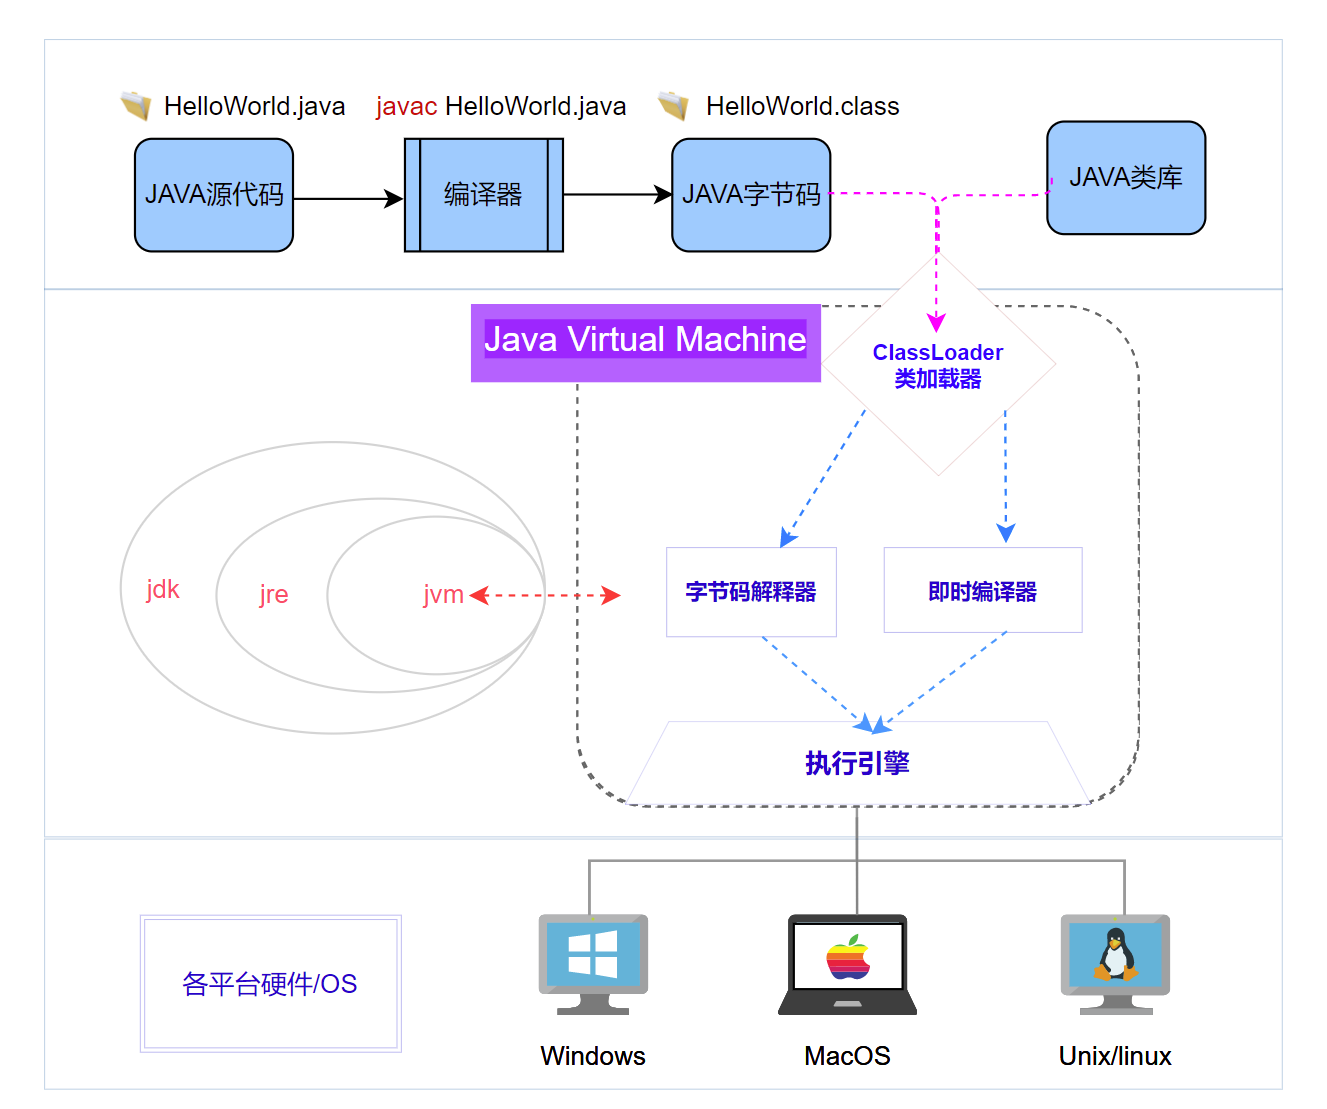 HelloWorld.java
javac HelloWorld.java
HelloWorld.class
JAVA源代码
编译器
JAVA字节码
JAVA类库
Java Virtual Machine
ClassLoader
类加载器
jdk
jre
jvm
字节码解释器
即时编译器
执行引擎
各平台硬件/OS
Windows
MacOS
Unix/linux